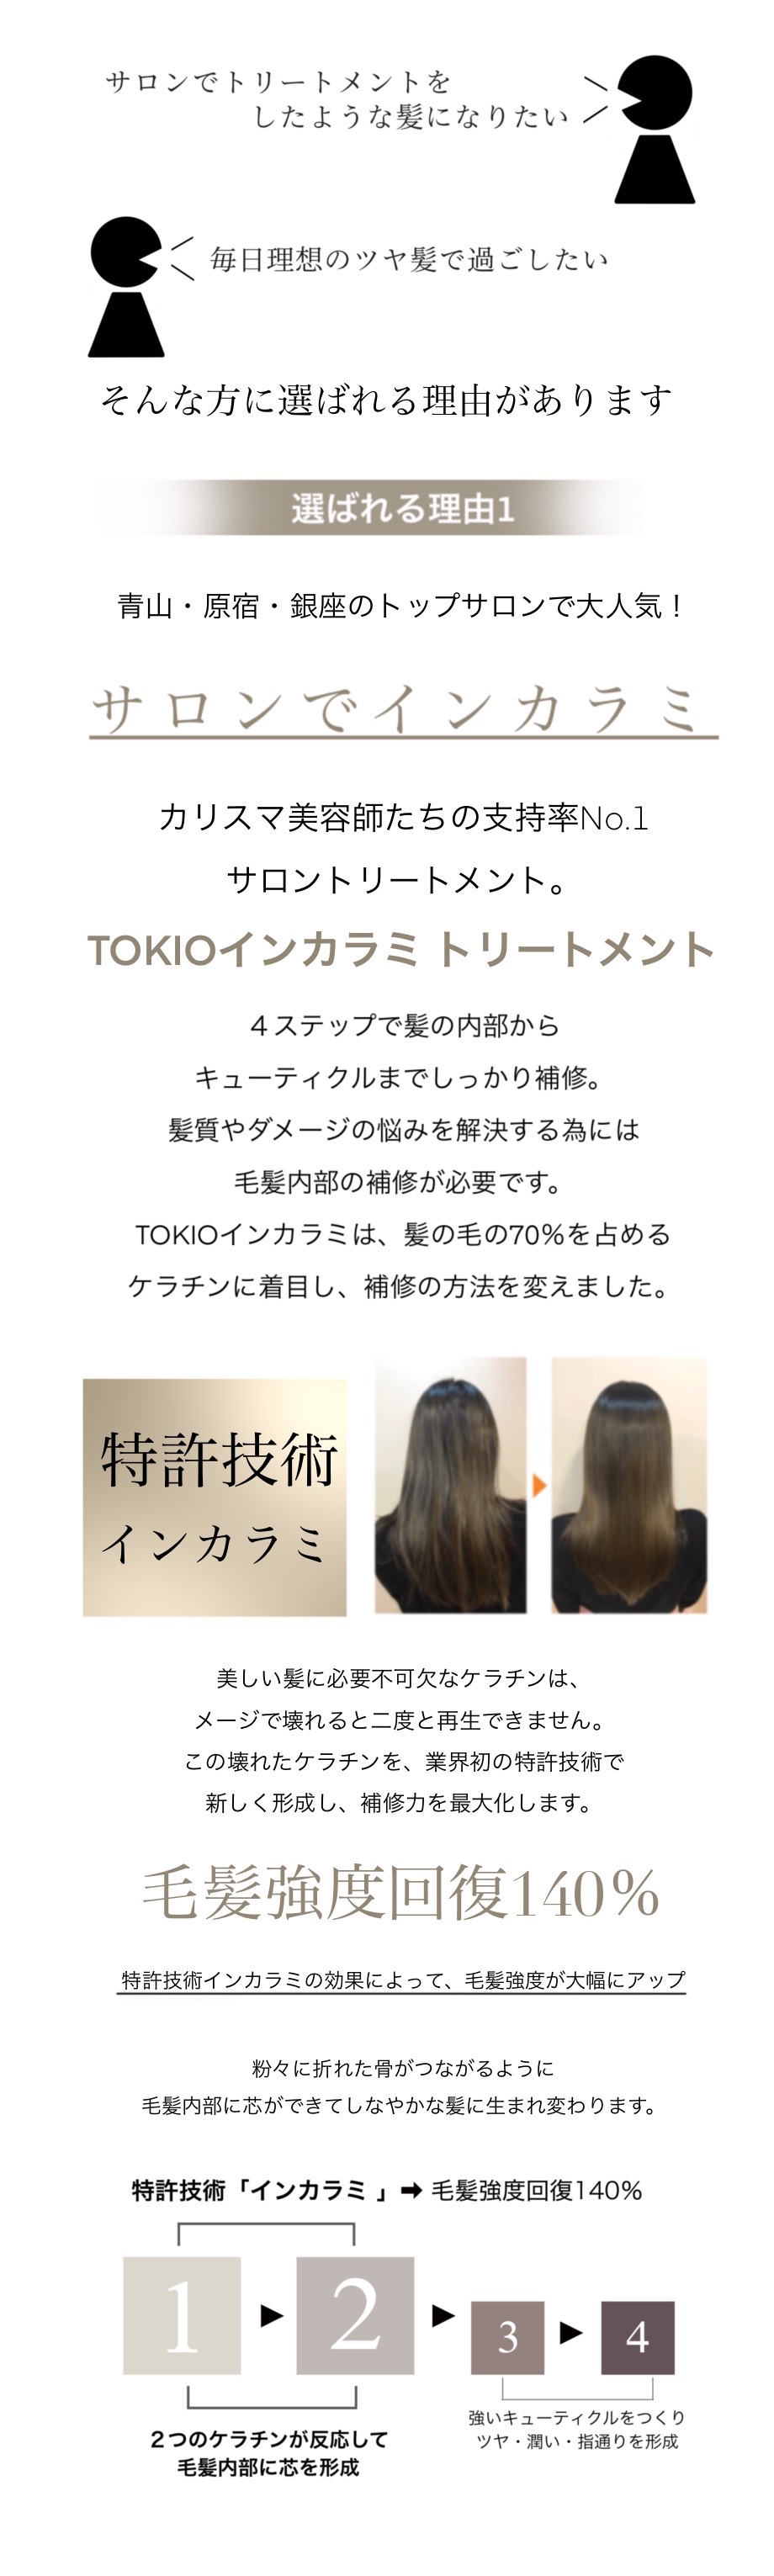 サロンでトリートメントを
したような髪になりたい
毎日理想のツヤ髪で過ごしたい
そんな方に選ばれる理由があります
選ばれる理由1
青山・原宿・銀座のトップサロンで大人気！
サロンでインカラミ
カリスマ美容師たちの支持率No.1
サロントリートメント。
TOKIOインカラミ トリートメント
４ステップで髪の内部から
キューティクルまでしっかり補修。
髪質やダメージの悩みを解決する為には
毛髪内部の補修が必要です。
TOKIOインカラミは、髪の毛の70%を占める
ケラチンに着目し、補修の方法を変えました。
特許技術
インカラミ
美しい髪に必要不可欠なケラチンは、
メージで壊れると二度と再生できません。
この壊れたケラチンを、業界初の特許技術で
新しく形成し、補修力を最大化します。
毛髪強度回復140%
特許技術インカラミの効果によって、毛髪強度が大幅にアップ
粉々に折れた骨がつながるように
毛髪内部に芯ができてしなやかな髪に生まれ変わります。
特許技術「インカラミ 」➡ 毛髪強度回復140%
1 ▶ 2 ▶ 3 ▶ 4
２つのケラチンが反応して
毛髪内部に芯を形成
強いキューティクルをつくり
ツヤ・潤い・指通りを形成